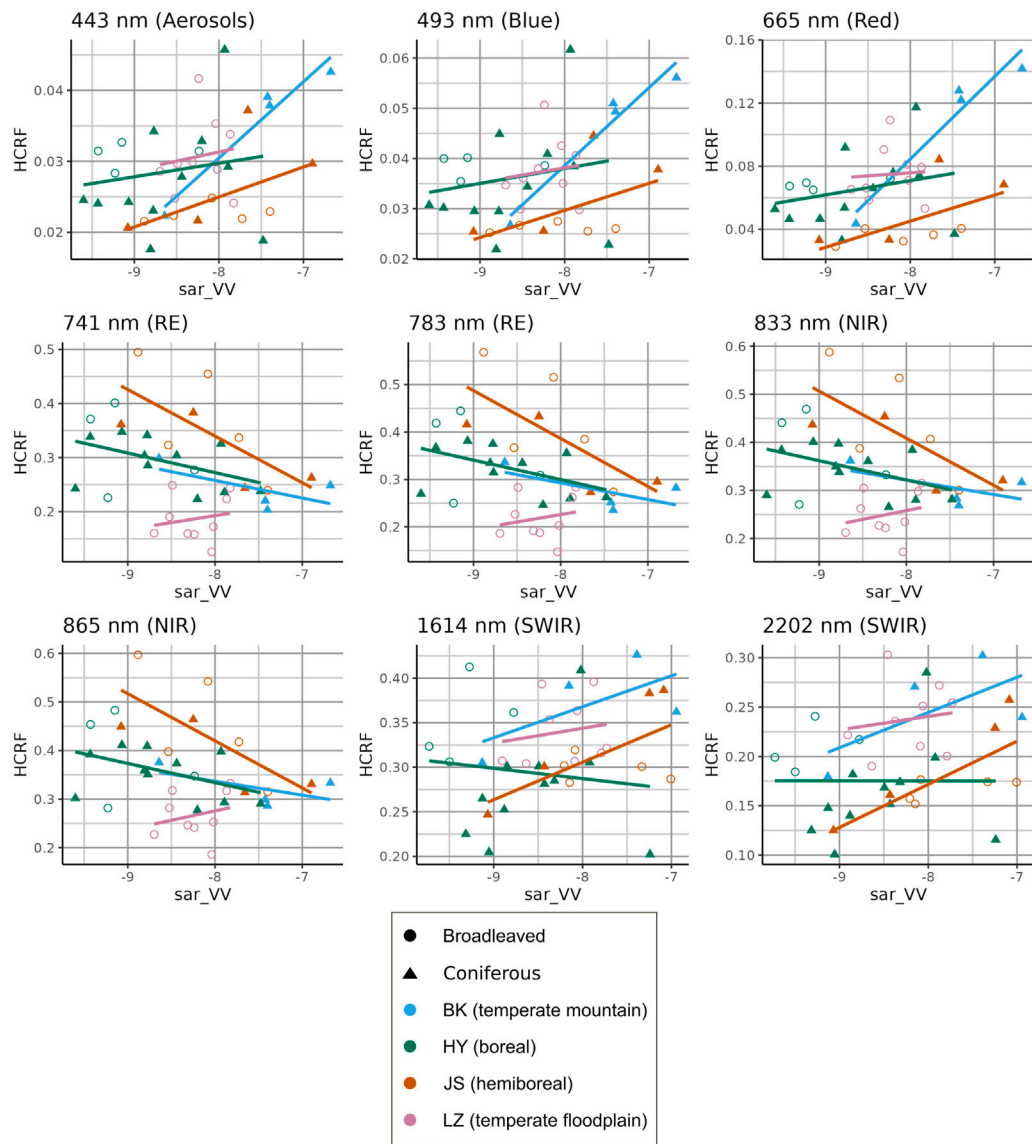 443 nm (Aerosols)
493 nm (Blue)
665 nm (Red)
HCRF
0.04
0.03
0.02
-9
-8
-7
sar_VV
HCRF
0.06
0.05
0.04
0.03
0.02
-9
-8
-7
sar_VV
HCRF
0.16
0.12
0.08
0.04
-9
-8
-7
sar_VV
741 nm (RE)
783 nm (RE)
833 nm (NIR)
HCRF
0.5
0.4
0.3
0.2
-9
-8
-7
sar_VV
HCRF
0.5
0.4
0.3
0.2
-9
-8
-7
sar_VV
HCRF
0.6
0.5
0.4
0.3
0.2
-9
-8
-7
sar_VV
865 nm (NIR)
1614 nm (SWIR)
2202 nm (SWIR)
HCRF
0.6
0.5
0.4
0.3
0.2
-9
-8
-7
sar_VV
HCRF
0.40
0.35
0.30
0.25
0.20
-9
-8
-7
sar_VV
HCRF
0.30
0.25
0.20
0.15
0.10
-9
-8
-7
sar_VV
Broadleaved
Coniferous
BK (temperate mountain)
HY (boreal)
JS (hemiboreal)
LZ (temperate floodplain)